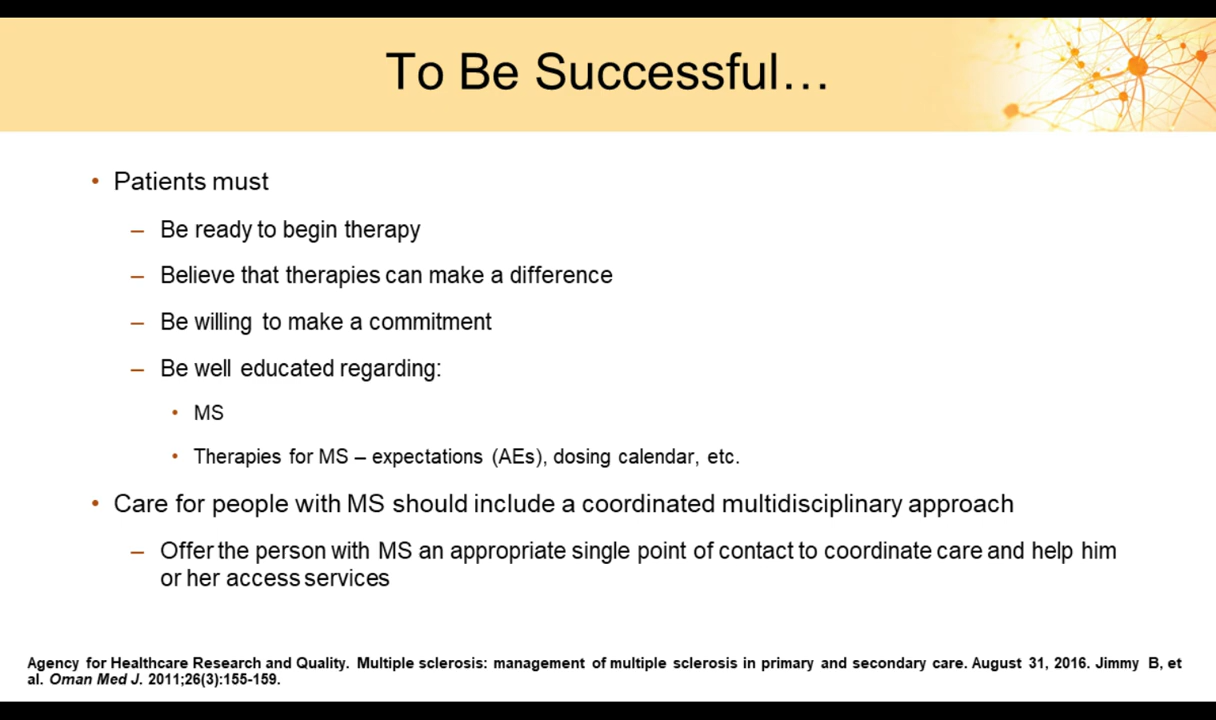 To Be Successful…
• Patients must
– Be ready to begin therapy
– Believe that therapies can make a difference
– Be willing to make a commitment
– Be well educated regarding:
• MS
• Therapies for MS – expectations (AEs), dosing calendar, etc.
• Care for people with MS should include a coordinated multidisciplinary approach
– Offer the person with MS an appropriate single point of contact to coordinate care and help him
or her access services
Agency for Healthcare Research and Quality. Multiple sclerosis: management of multiple sclerosis in primary and secondary care. August 31, 2016. Jimmy B, et
al. Oman Med J. 2011;26(3):155-159.